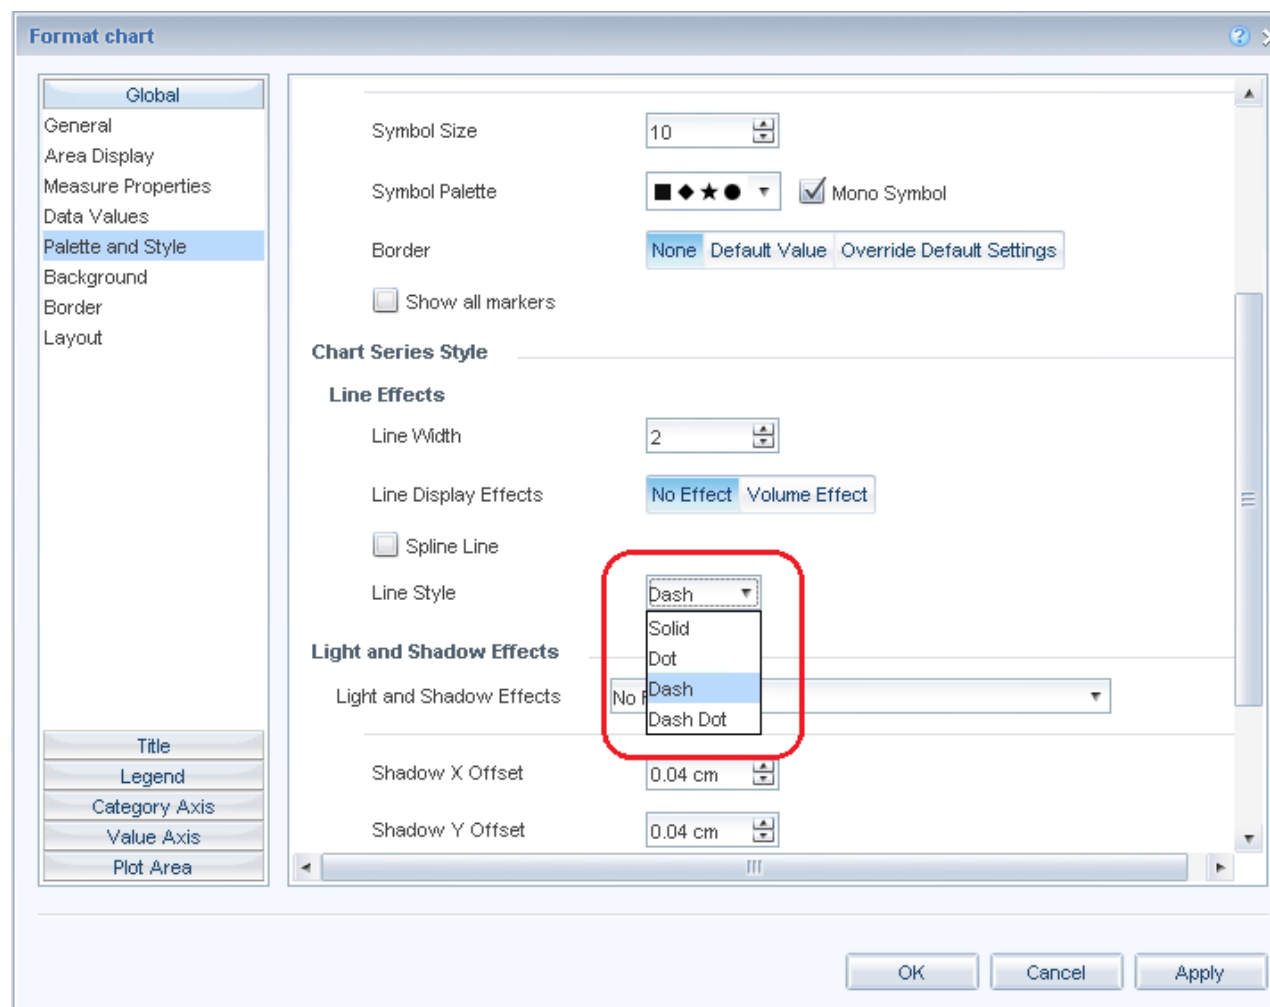 Format chart
Global
General
Area Display
Measure Properties
Data Values
Palette and Style
Background
Border
Layout
Title
Legend
Category Axis
Value Axis
Plot Area
Symbol Size
10
Symbol Palette
Mono Symbol
Border
None Default Value Override Default Settings
Show all markers
Chart Series Style
Line Effects
Line Width
2
Line Display Effects
No Effect Volume Effect
Spline Line
Line Style
Dash
Solid
Dot
Dash
Dash Dot
Light and Shadow Effects
Light and Shadow Effects
No
Shadow X Offset
0.04 cm
Shadow Y Offset
0.04 cm
OK Cancel Apply